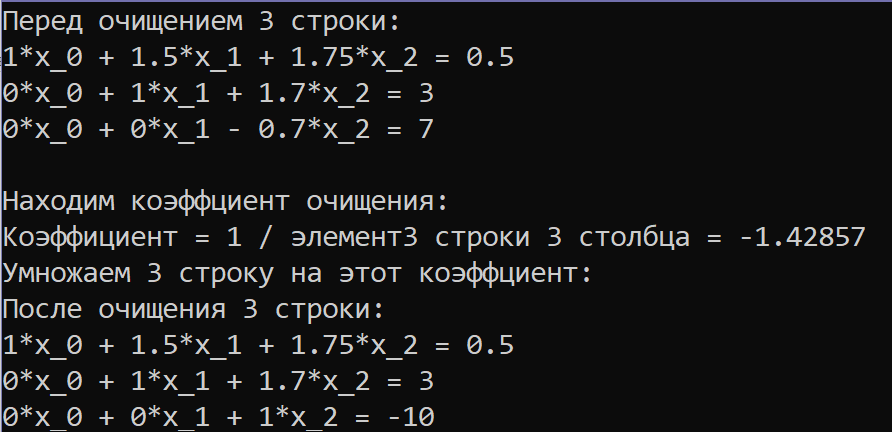 Перед очищением 3 строки:
1*x_0 + 1.5*x_1 + 1.75*x_2 = 0.5
0*x_0 + 1*x_1 + 1.7*x_2 = 3
0*x_0 + 0*x_1 - 0.7*x_2 = 7
Находим коэффциент очищения:
Коэффициент = 1 / элемент3 строки 3 столбца = -1.42857
Умножаем 3 строку на этот коэффциент:
После очищения 3 строки:
1*x_0 + 1.5*x_1 + 1.75*x_2 = 0.5
0*x_0 + 1*x_1 + 1.7*x_2 = 3
0*x_0 + 0*x_1 + 1*x_2 = -10